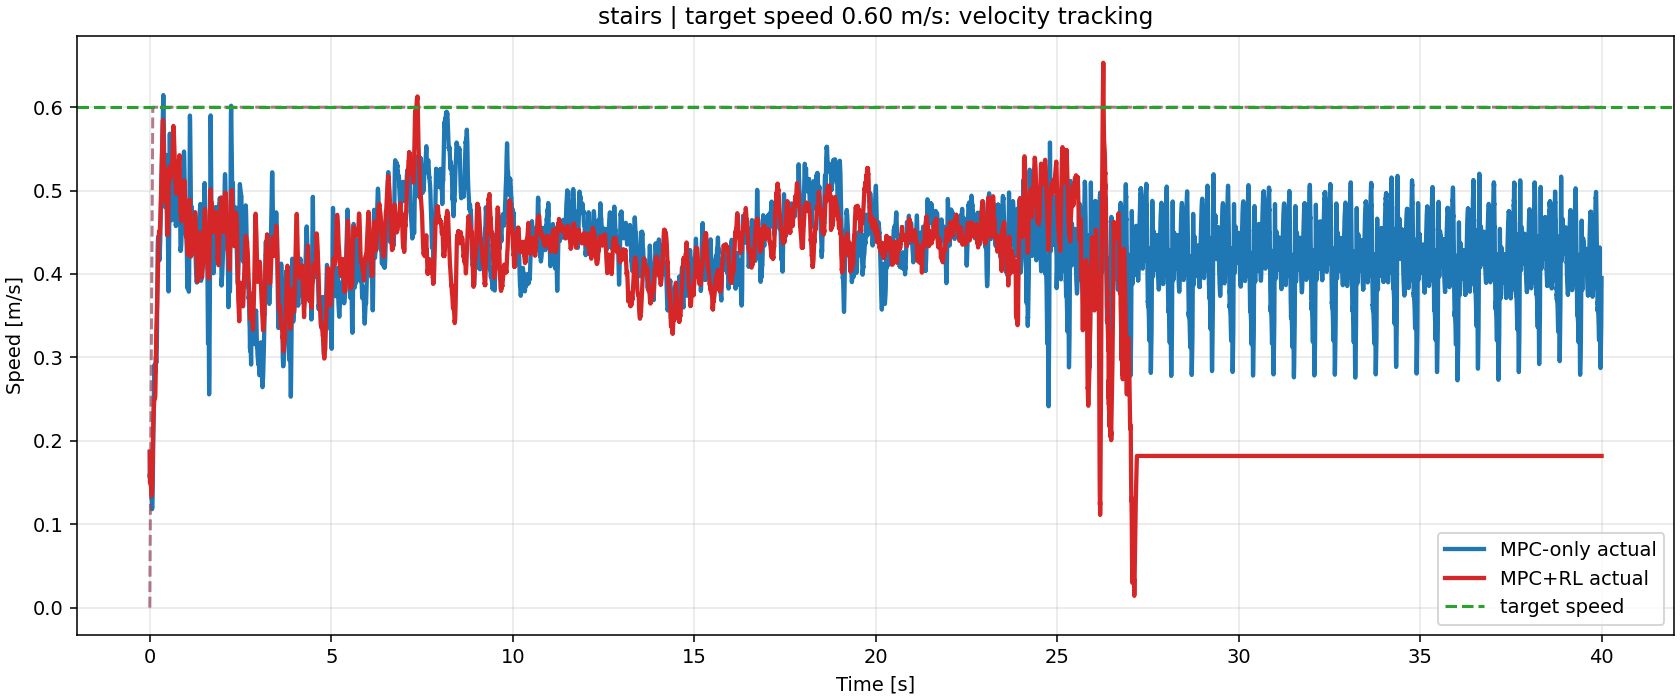 stairs | target speed 0.60 m/s: velocity tracking
Speed [m/s]
0.6
0.5
0.4
0.3
0.2
0.1
0.0
MPC-only actual
MPC+RL actual
target speed
0 5 10 15 20 25 30 35 40
Time [s]